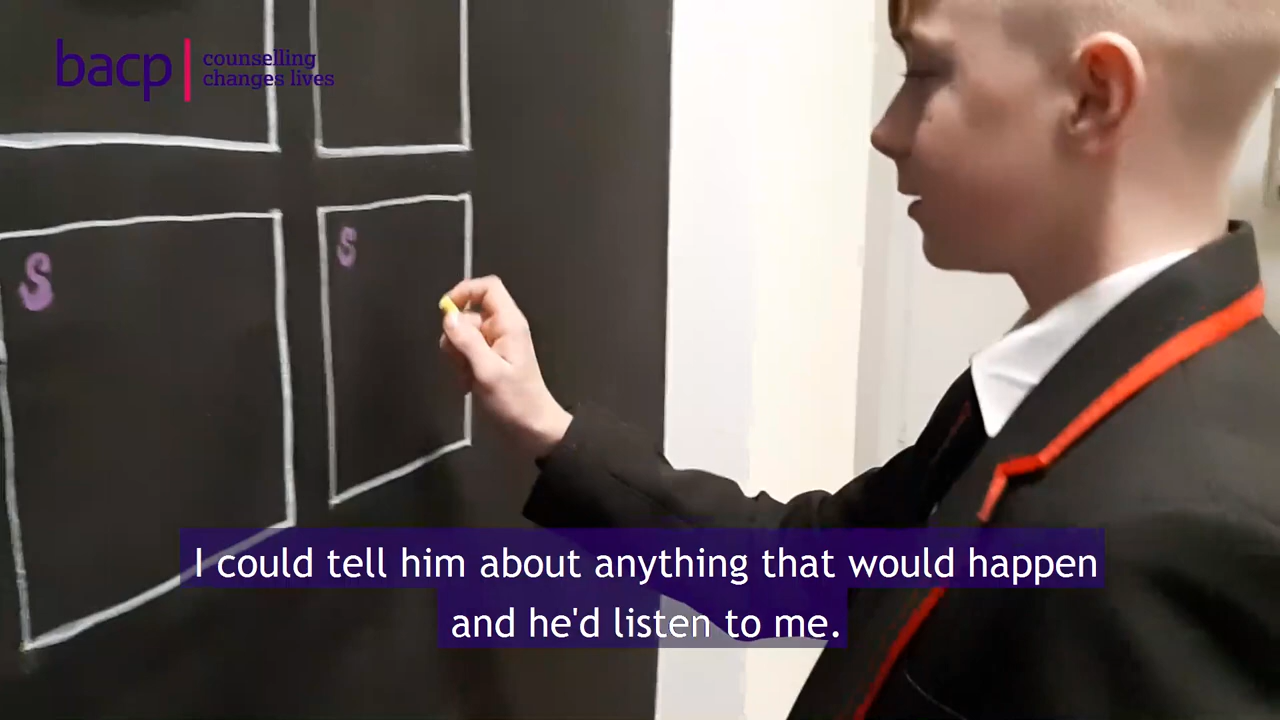 bacp
counselling
changes lives
S
S
I could tell him about anything that would happen
and he'd listen to me.